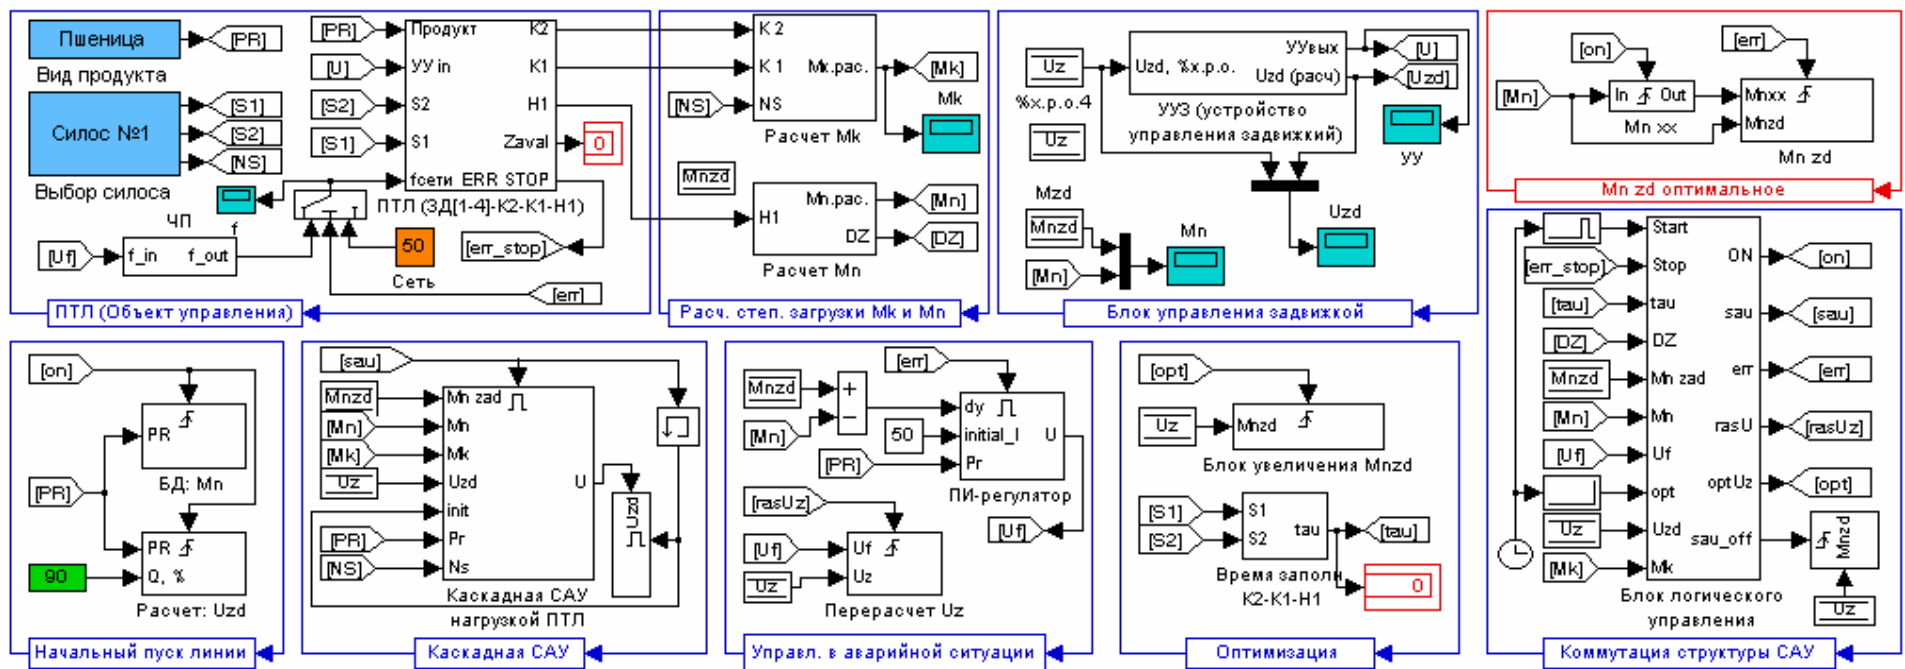 Пшеница
[PR]
Вид продукта
Силос №1
[S1]
[S2]
[NS]
Выбор силоса
ЧП
f
[Uf]
f_in
f_out
[PR]
[U]
[S2]
[S1]
Продукт
УУ in
S2
S1
fсети
K2
K1
H1
Zaval
ERR STOP
0
ПТЛ (ЗД[1-4]-К2-К1-Н1)
50
Сеть
[err_stop]
[err]
ПТЛ (Объект управления)
K 2
K 1
NS
Мк.рас.
[NS]
[Mk]
Mk
Расчет Mk
Mnzd
H1
Mn.рас.
DZ
[Mn]
[DZ]
Расчет Mn
Расч. степ. загрузки Mk и Mn
Uz
%х.р.о.4
Uz
Uzd, %х.р.о.
УУвых
Uzd (расч)
[U]
[Uzd]
УУЗ (устройство
управления задвижкий)
УУ
Mzd
Mnzd
[Mn]
Mn
Uzd
Блок управления задвижкой
[on]
[err]
[Mn]
In
Out
Mn xx
Mnxx
Mnzd
Mn zd
Mn zd оптимальное
[on]
[PR]
PR
БД: Mn
PR
Q, %
90
Расчет: Uzd
Начальный пуск линии
[sau]
Mnzd
[Mn]
[Mk]
Uz
[PR]
[NS]
Mn zad
Mn
Mk
Uzd
init
Pr
Ns
U
Uzd
Каскадная САУ
нагрузкой ПТЛ
Каскадная САУ
[err]
Mnzd
[Mn]
+
−
50
[PR]
dy
initial_I
Pr
U
ПИ-регулятор
[Uf]
[rasUz]
[Uf]
Uz
Uf
Uz
Перерасчет Uz
Управл. в аварийной ситуации
[opt]
Uz
Mnzd
Блок увеличения Mnzd
[S1]
[S2]
S1
S2
tau
[tau]
0
Время заполн
К2-К1-Н1
Оптимизация
[err_stop]
[tau]
[DZ]
Mnzd
[Mn]
[Uf]
Uz
[Mk]
Start
Stop
tau
DZ
Mn zad
Mn
Uf
opt
Uzd
Mk
ON
sau
err
rasU
optUz
sau_off
[on]
[sau]
[err]
[rasUz]
[opt]
Mnzd
Uz
Блок логического
управления
Коммутация структуры САУ